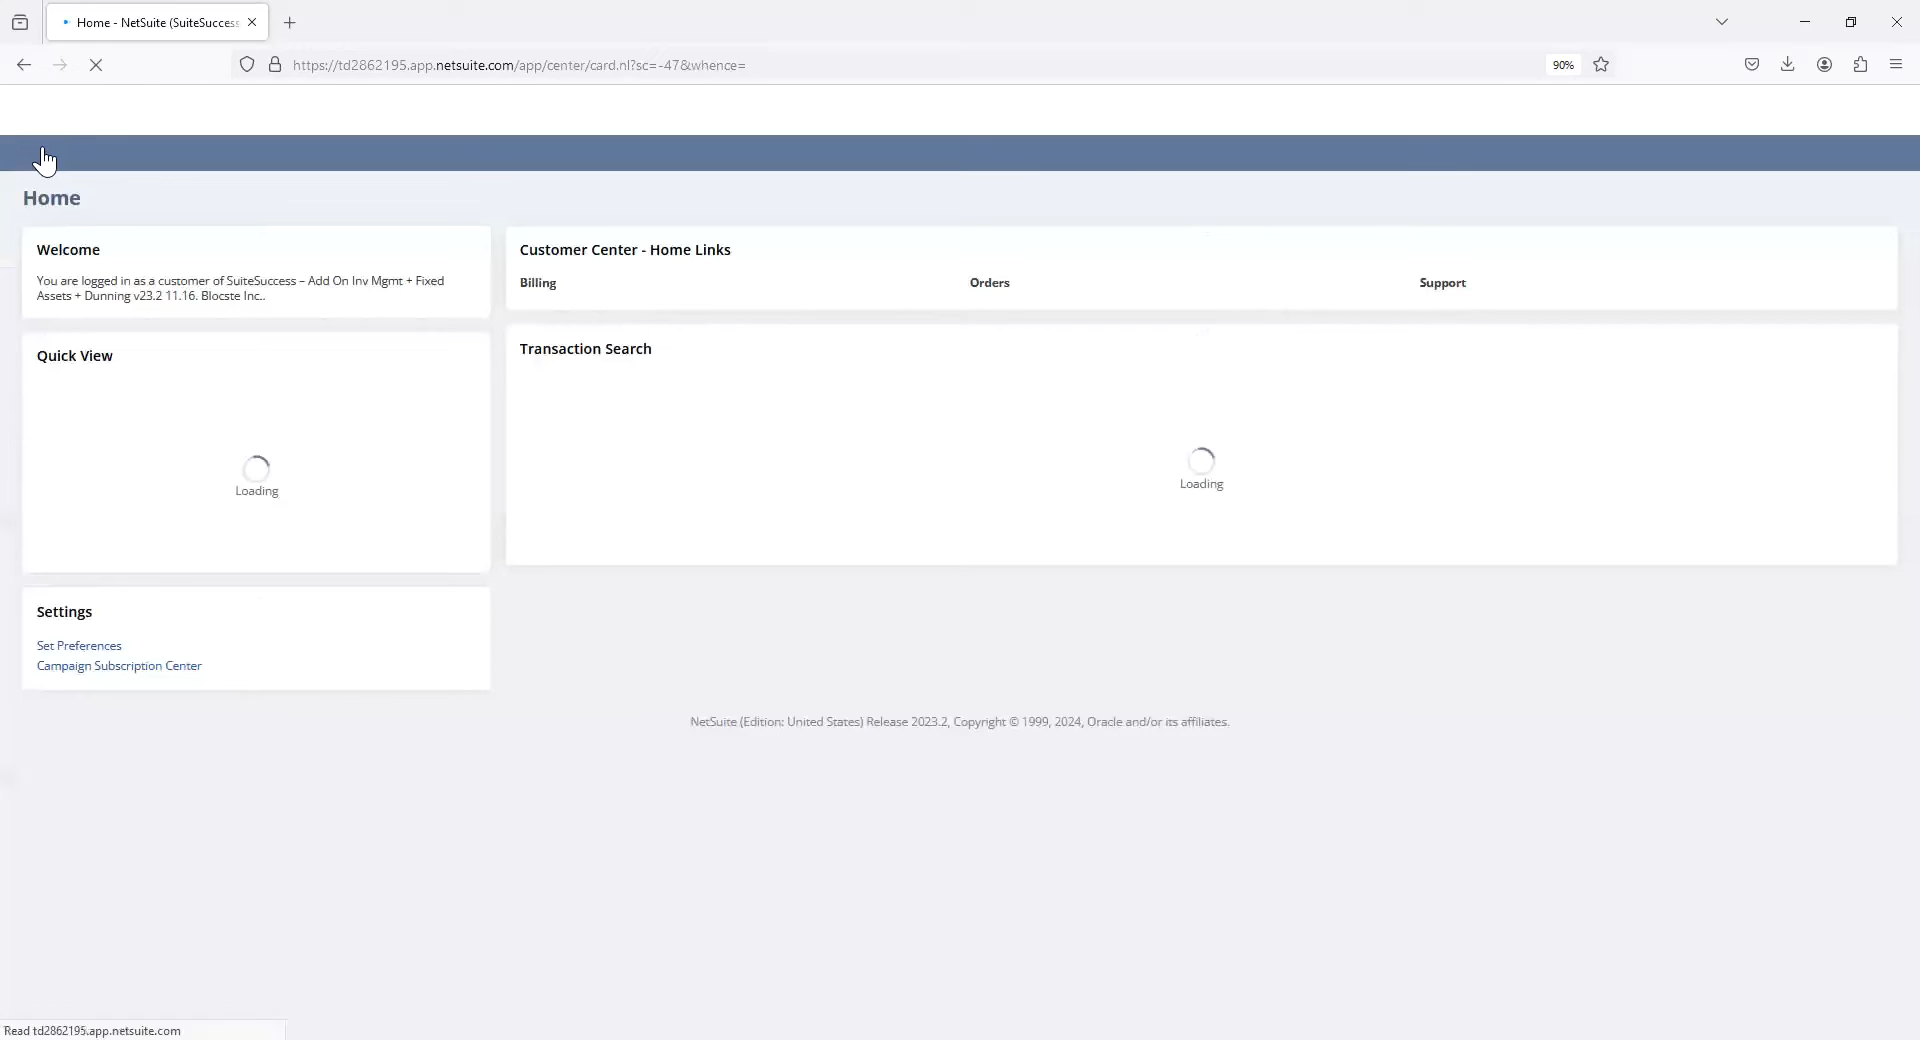 Home - NetSuite (SuiteSuccess
https://td2862195.app.netsuite.com/app/center/card.nl?sc=-47&whence=
90%
Home
Welcome
You are logged in as a customer of SuiteSuccess – Add On Inv Mgmt + Fixed
Assets + Dunning v23.2 11.16. Blocste Inc..
Customer Center - Home Links
Billing
Orders
Support
Quick View
Loading
Transaction Search
Loading
Settings
Set Preferences
Campaign Subscription Center
NetSuite (Edition: United States) Release 2023.2, Copyright © 1999, 2024, Oracle and/or its affiliates.
Read td2862195.app.netsuite.com